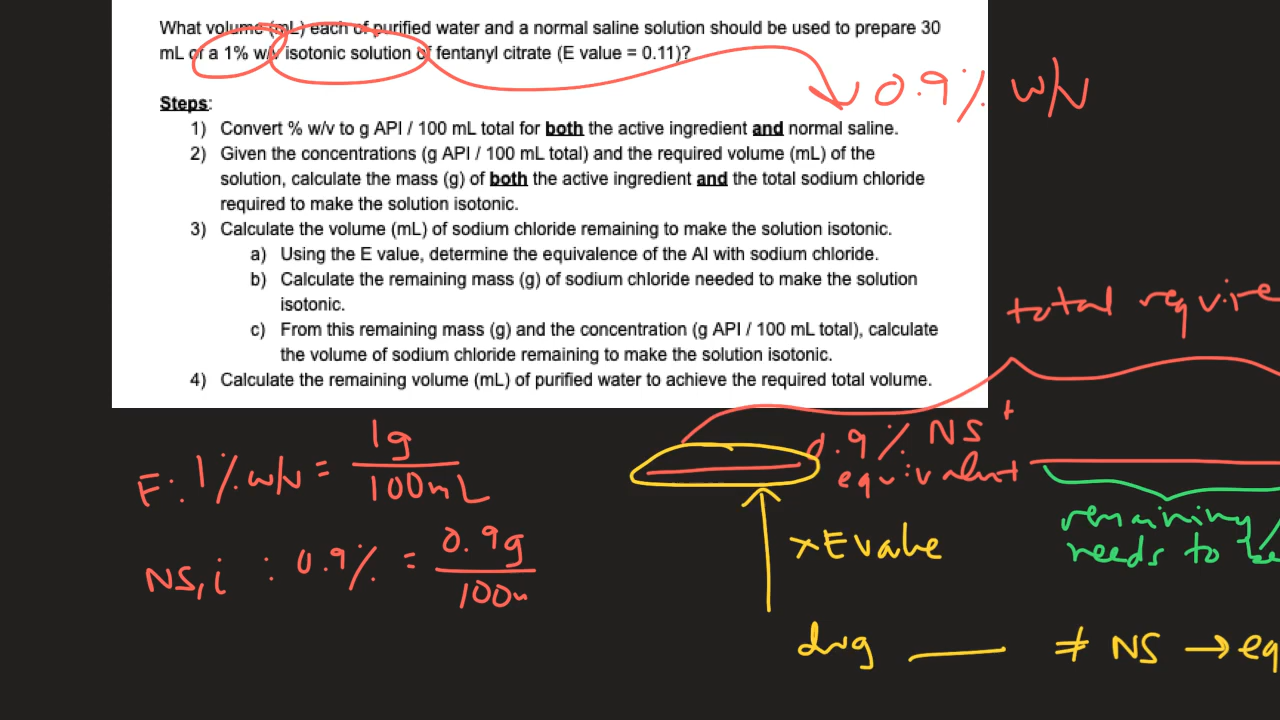 What volume (mL) each of purified water and a normal saline solution should be used to prepare 30
mL of a 1% w/v isotonic solution of fentanyl citrate (E value = 0.11)?
0.9% w/v
Steps:
1) Convert % w/v to g API / 100 mL total for both the active ingredient and normal saline.
2) Given the concentrations (g API / 100 mL total) and the required volume (mL) of the
solution, calculate the mass (g) of both the active ingredient and the total sodium chloride
required to make the solution isotonic.
3) Calculate the volume (mL) of sodium chloride remaining to make the solution isotonic.
a) Using the E value, determine the equivalence of the AI with sodium chloride.
b) Calculate the remaining mass (g) of sodium chloride needed to make the solution
isotonic.
c) From this remaining mass (g) and the concentration (g API / 100 mL total), calculate
the volume of sodium chloride remaining to make the solution isotonic.
4) Calculate the remaining volume (mL) of purified water to achieve the required total volume.
total require
F: 1% w/v = 1g
100mL
0.9% NS +
equivalent
remaining
needs to be
NS, i : 0.9% = 0.9g
100m
x E value
drug ____ ≠ NS → eq